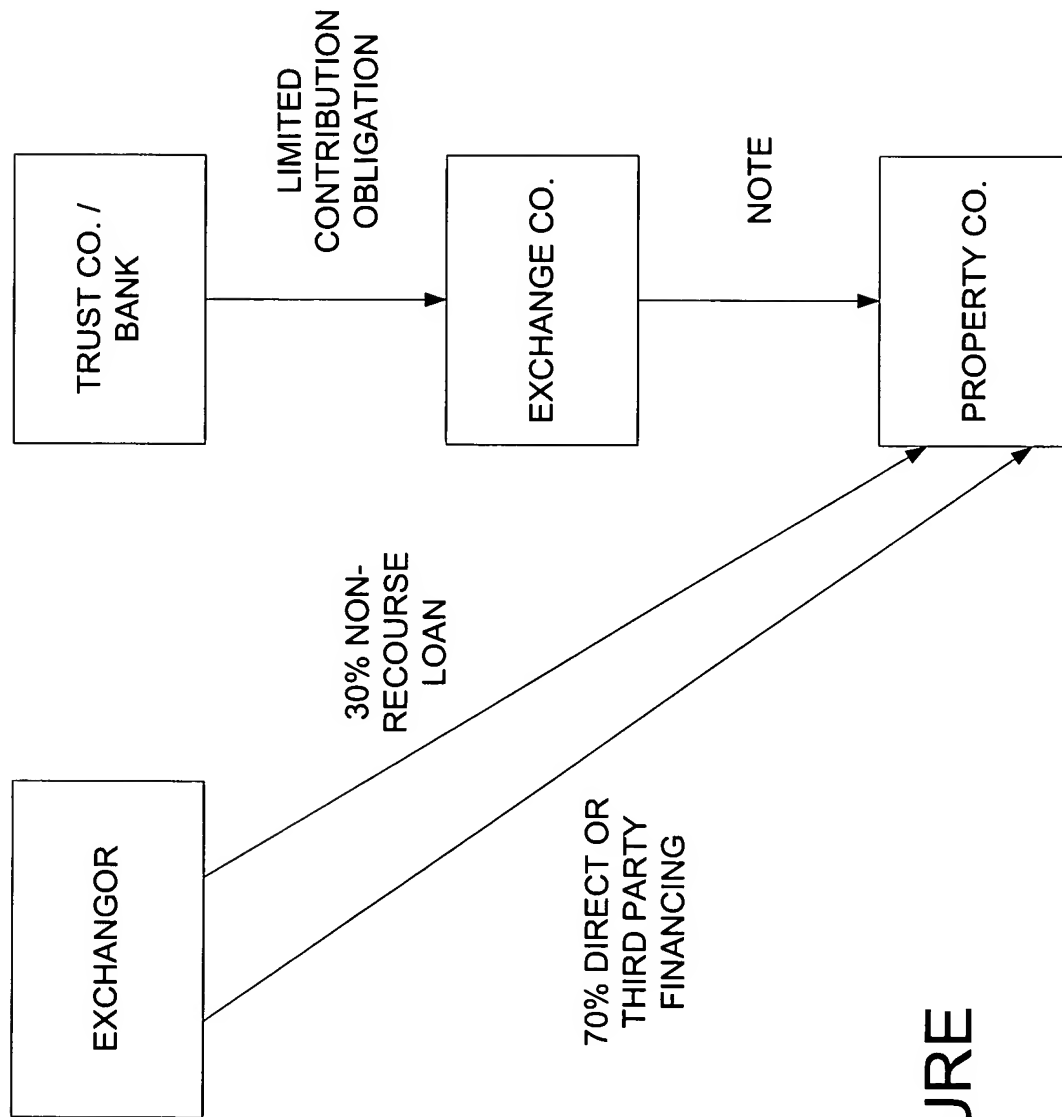 EXCHANGOR
TRUST CO. /
BANK
LIMITED
CONTRIBUTION
OBLIGATION
30% NON-
RECOURSE
LOAN
EXCHANGE CO.
70% DIRECT OR
THIRD PARTY
FINANCING
NOTE
PROPERTY CO.